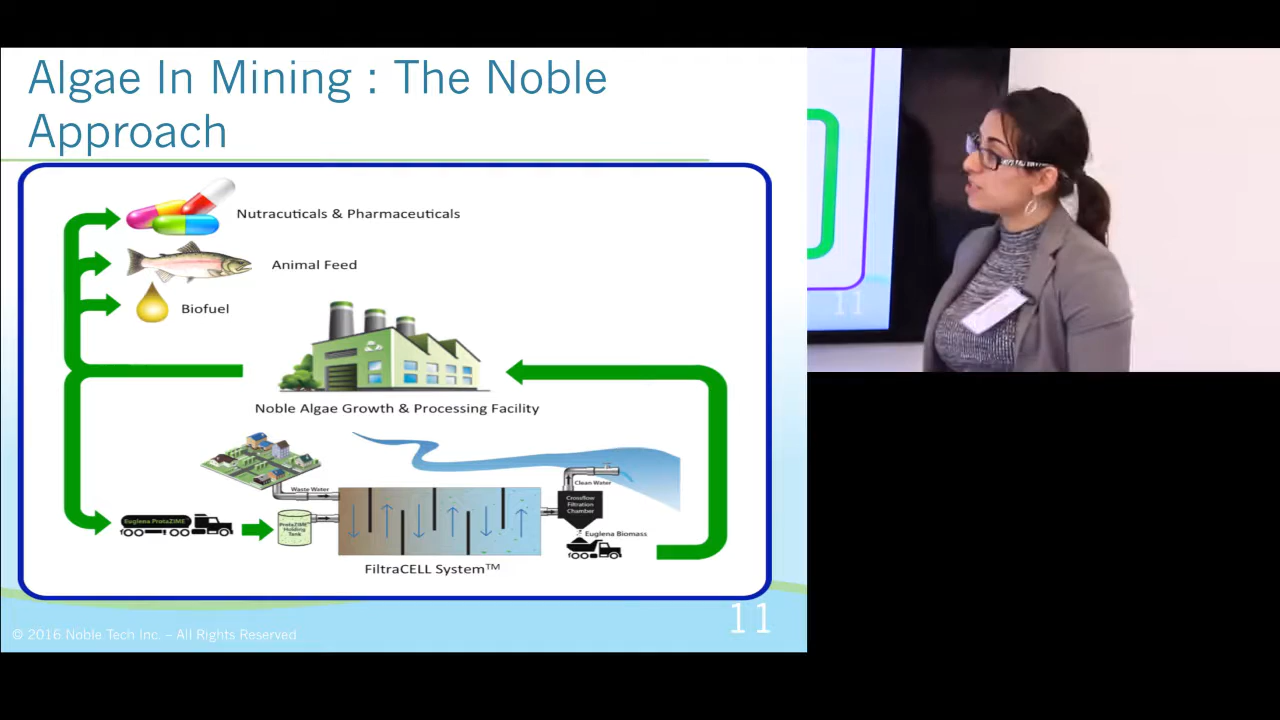 Algae In Mining : The Noble
Approach
Nutracuticals & Pharmaceuticals
Animal Feed
Biofuel
Noble Algae Growth & Processing Facility
Waste Water
Clean Water
Crossflow
Filtration
Chamber
Euglena ProtaZIME
ProtaZIME
Holding
Tank
Euglena Biomass
FiltraCELL System™
© 2016 Noble Tech Inc. – All Rights Reserved
11
11